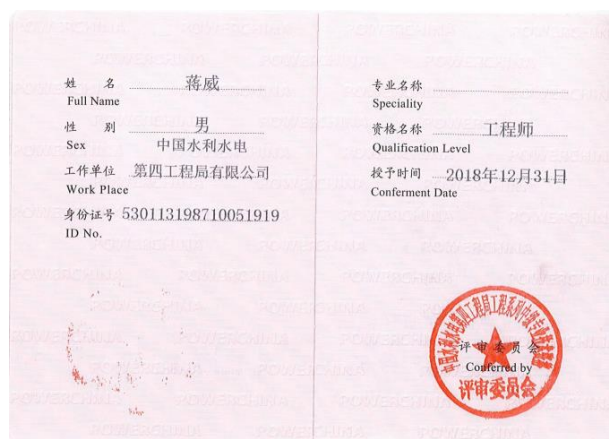 姓 名 蒋威
Full Name
性 别 男
Sex
中国水利水电
工作单位 第四工程局有限公司
Work Place
身份证号 530113198710051919
ID No.
专业名称
Speciality
资格名称 工程师
Qualification Level
授予时间 2018年12月31日
Conferment Date
评审委员会
Conferred by
评审委员会